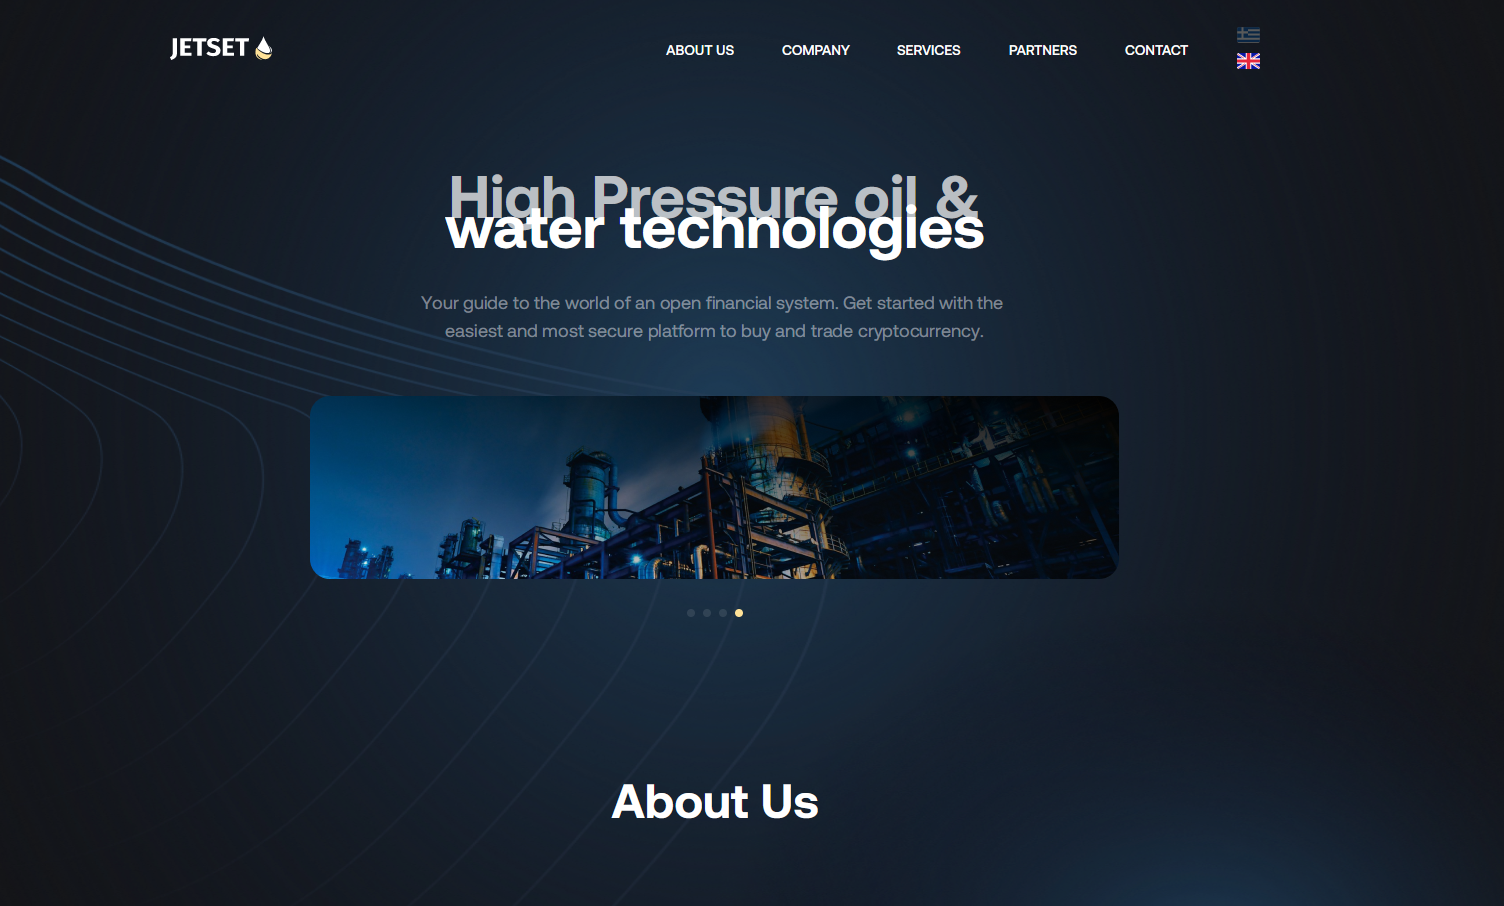 JETSET
ABOUT US
COMPANY
SERVICES
PARTNERS
CONTACT
High Pressure oil &
water technologies
Your guide to the world of an open financial system. Get started with the
easiest and most secure platform to buy and trade cryptocurrency.
About Us